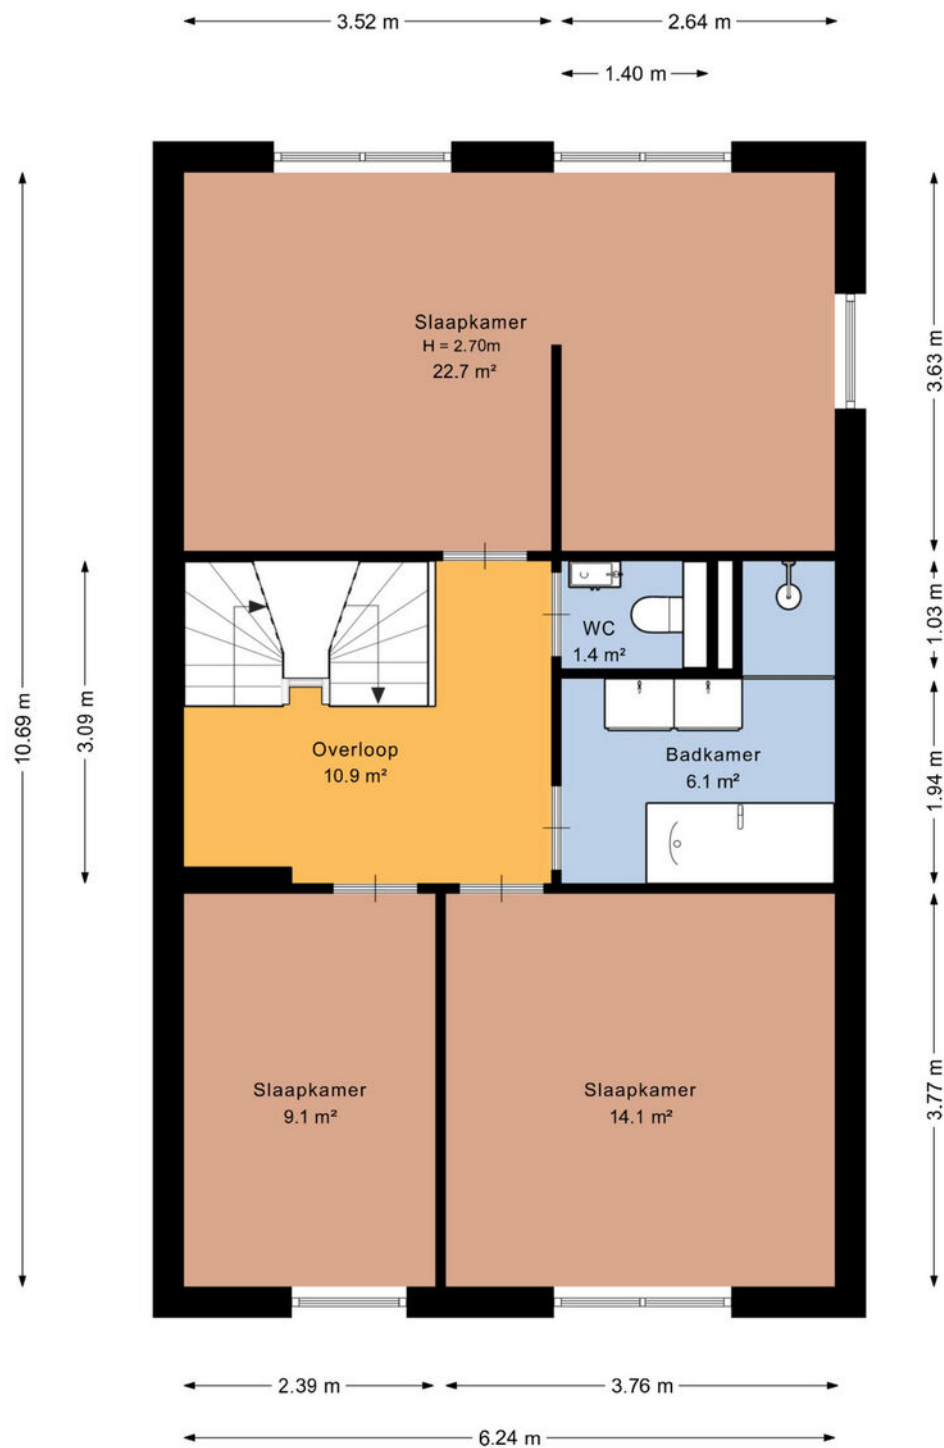 3.52 m
2.64 m
1.40 m
Slaapkamer
H = 2.70m
22.7 m²
3.63 m
10.69 m
3.09 m
WC
1.4 m²
1.03 m
Overloop
10.9 m²
Badkamer
6.1 m²
1.94 m
Slaapkamer
9.1 m²
Slaapkamer
14.1 m²
3.77 m
2.39 m
3.76 m
6.24 m